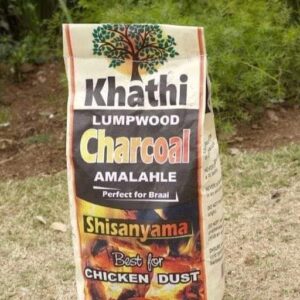 Khathi
LUMPWOOD
Charcoal
AMALAHLE
Perfect for Braai
Shisanyama
Best for
CHICKEN DUST